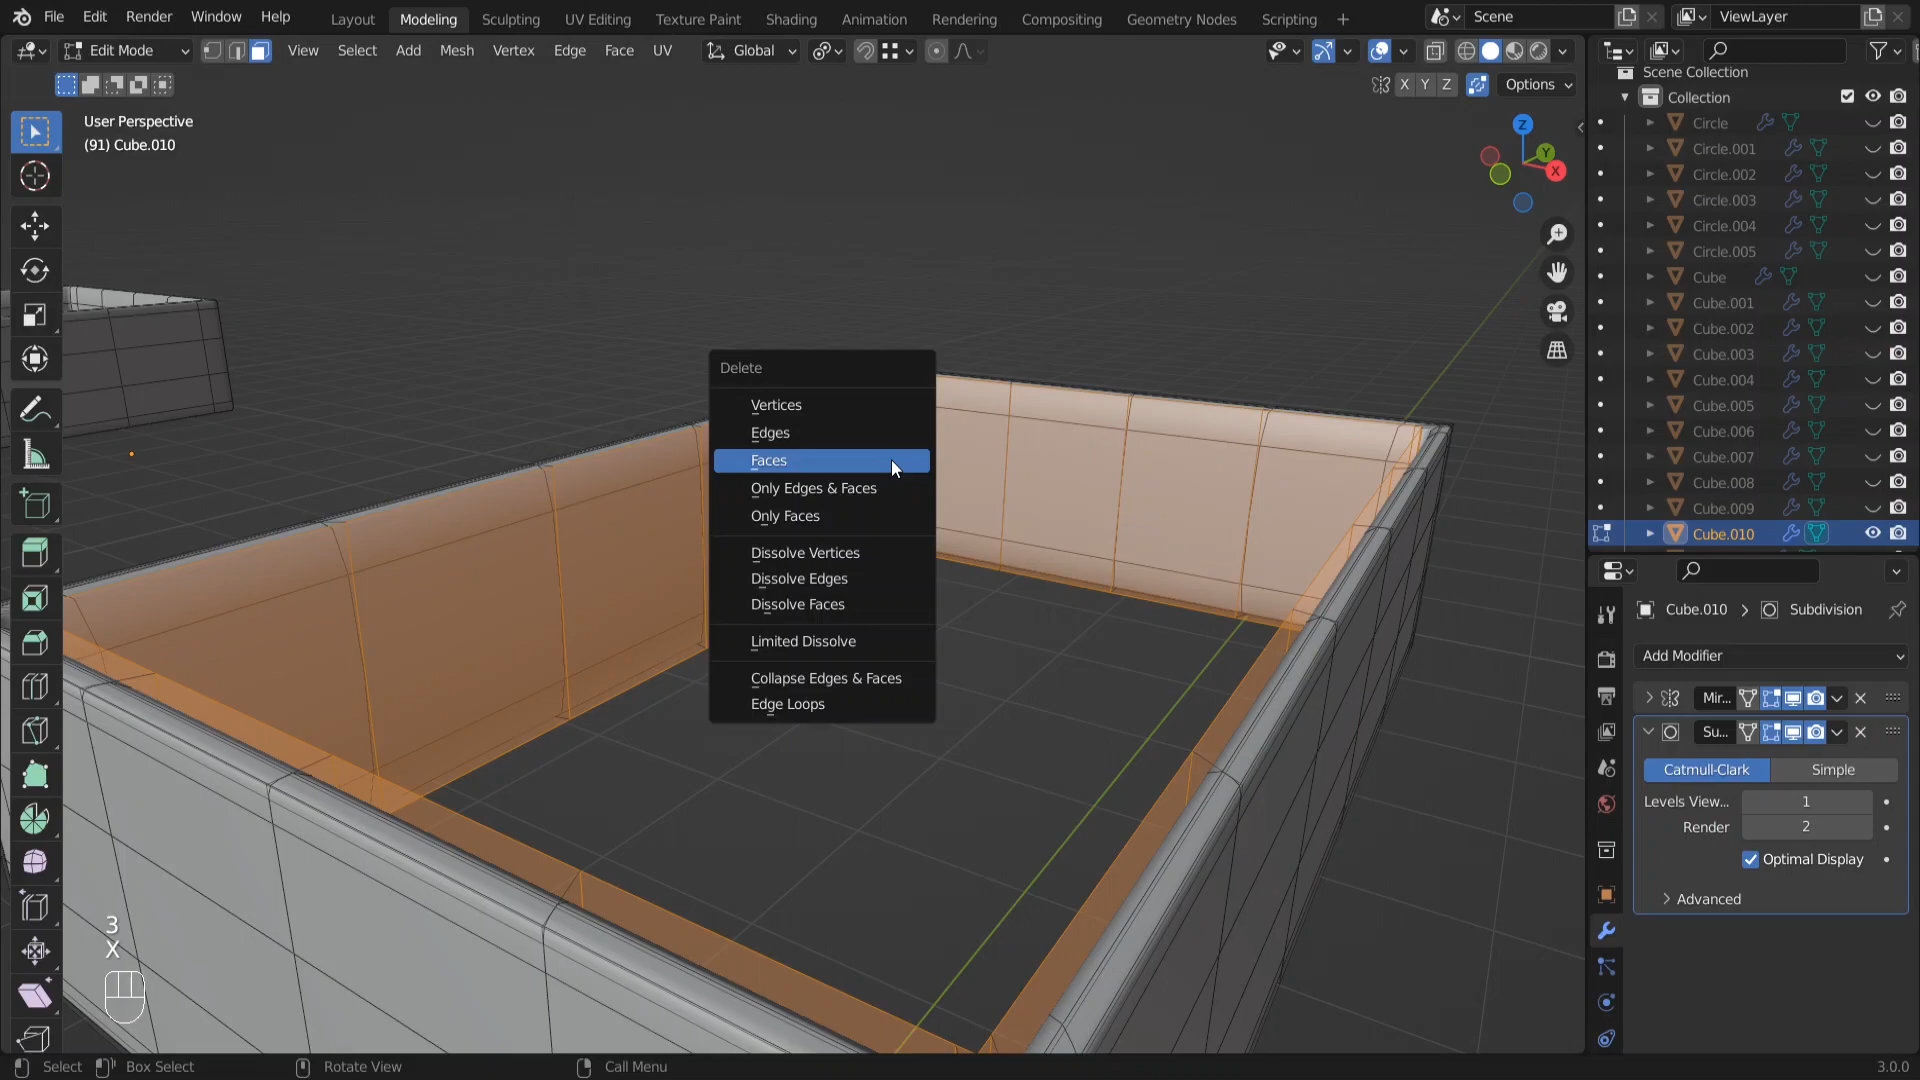 File Edit Render Window Help
Layout Modeling Sculpting UV Editing Texture Paint Shading Animation Rendering Compositing Geometry Nodes Scripting +
Scene
ViewLayer
Edit Mode
View Select Add Mesh Vertex Edge Face UV
Global
X Y Z
Options
User Perspective
(91) Cube.010
Z
Y
X
Delete
Vertices
Edges
Faces
Only Edges & Faces
Only Faces
Dissolve Vertices
Dissolve Edges
Dissolve Faces
Limited Dissolve
Collapse Edges & Faces
Edge Loops
3
X
Scene Collection
Collection
Circle
Circle.001
Circle.002
Circle.003
Circle.004
Circle.005
Cube
Cube.001
Cube.002
Cube.003
Cube.004
Cube.005
Cube.006
Cube.007
Cube.008
Cube.009
Cube.010
Cube.010 > Subdivision
Add Modifier
Mir...
Su...
Catmull-Clark Simple
Levels View... 1
Render 2
Optimal Display
Advanced
Select Box Select Rotate View Call Menu 3.0.0